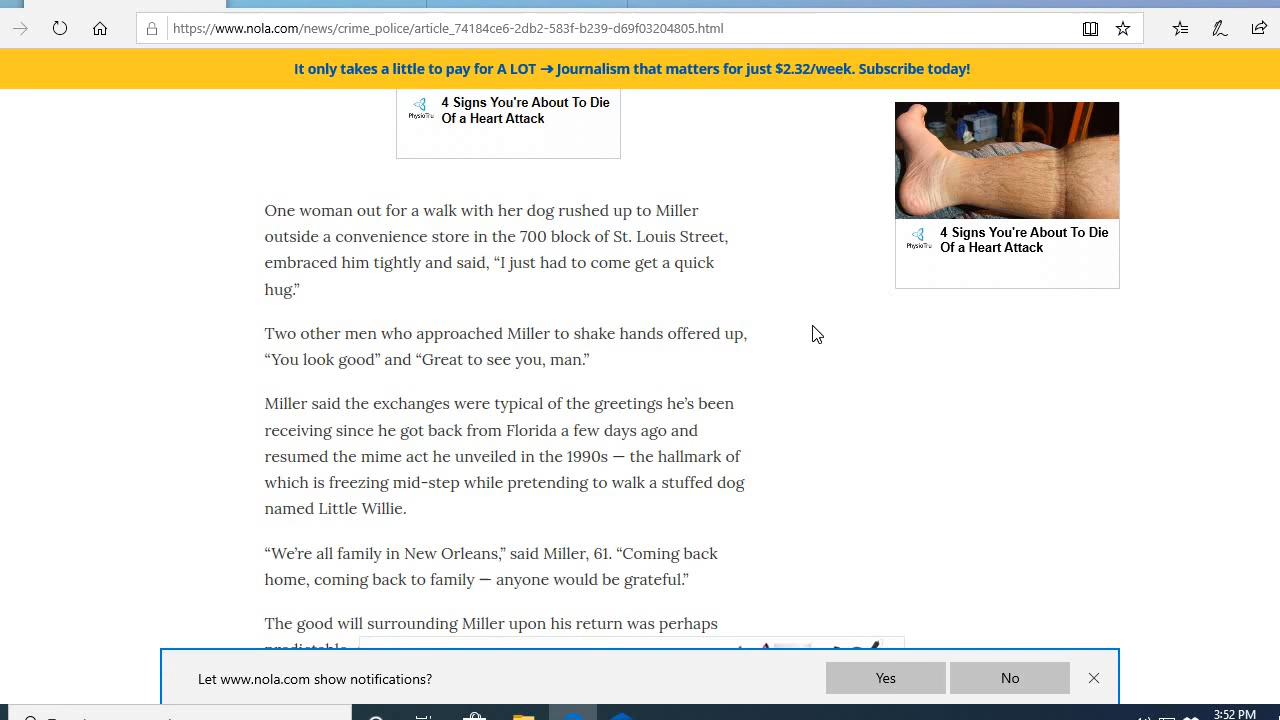 https://www.nola.com/news/crime_police/article_74184ce6-2db2-583f-b239-d69f03204805.html
It only takes a little to pay for A LOT ➔ Journalism that matters for just $2.32/week. Subscribe today!
PhysioTru
4 Signs You're About To Die
Of a Heart Attack
PhysioTru
4 Signs You're About To Die
Of a Heart Attack
One woman out for a walk with her dog rushed up to Miller
outside a convenience store in the 700 block of St. Louis Street,
embraced him tightly and said, “I just had to come get a quick
hug.”
Two other men who approached Miller to shake hands offered up,
“You look good” and “Great to see you, man.”
Miller said the exchanges were typical of the greetings he’s been
receiving since he got back from Florida a few days ago and
resumed the mime act he unveiled in the 1990s — the hallmark of
which is freezing mid-step while pretending to walk a stuffed dog
named Little Willie.
“We’re all family in New Orleans,” said Miller, 61. “Coming back
home, coming back to family — anyone would be grateful.”
The good will surrounding Miller upon his return was perhaps
Let www.nola.com show notifications?
Yes
No
3:52 PM